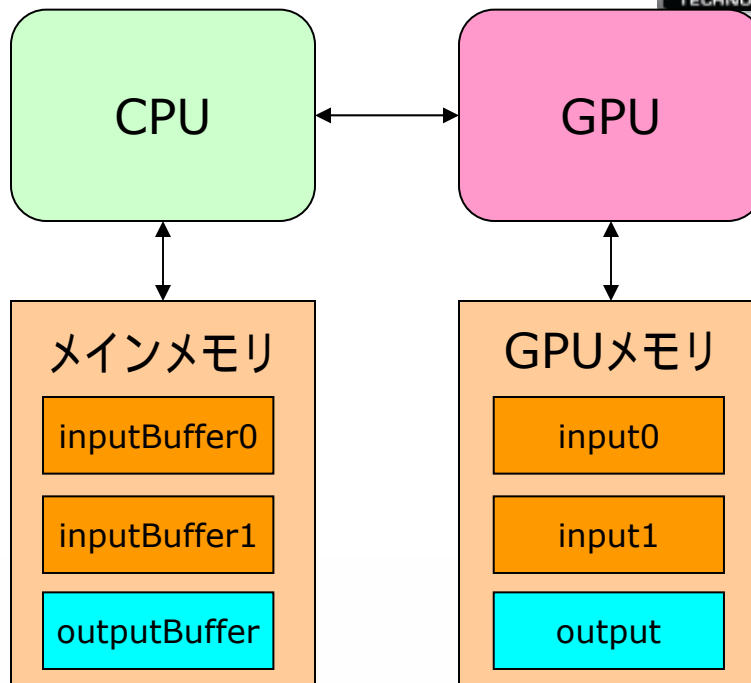 CPU
GPU
メインメモリ
GPUメモリ
inputBuffer0
input0
inputBuffer1
input1
outputBuffer
output